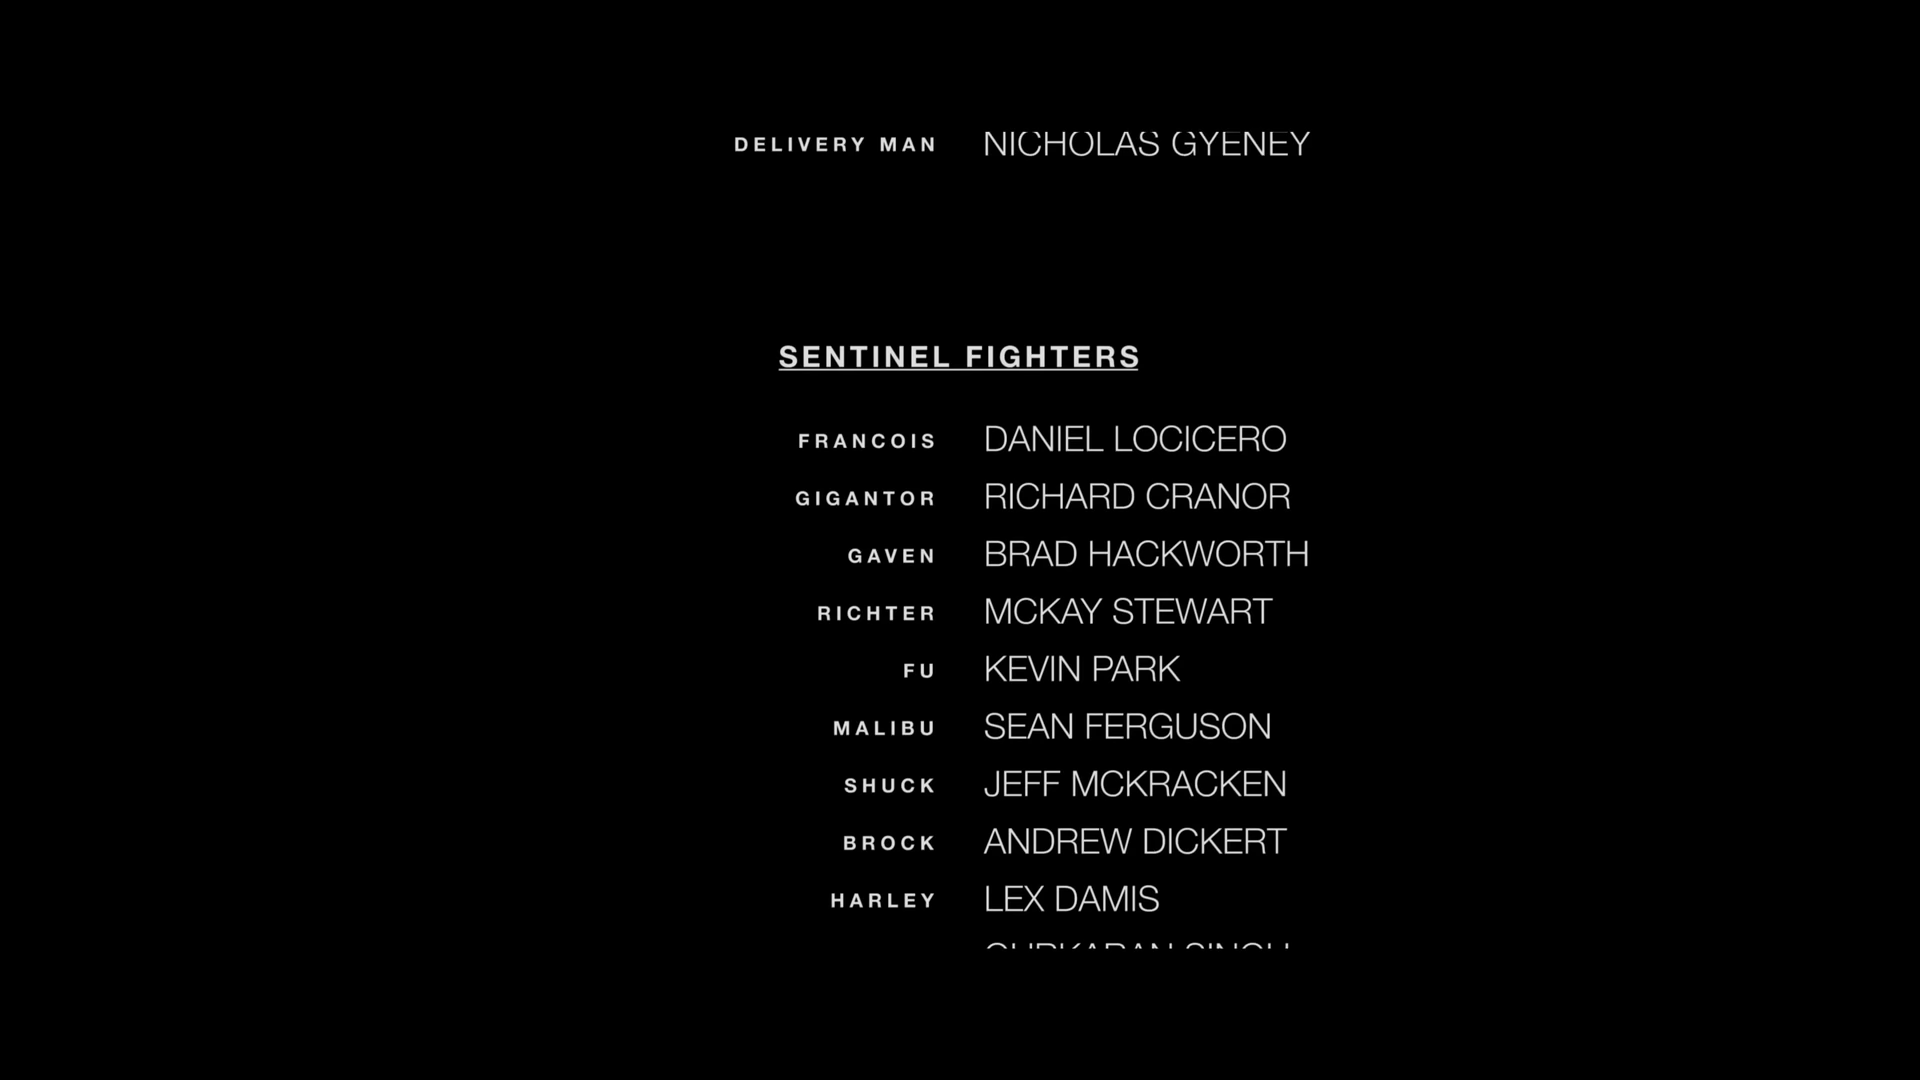 DELIVERY MAN NICHOLAS GYENEY
SENTINEL FIGHTERS
FRANCOIS DANIEL LOCICERO
GIGANTOR RICHARD CRANOR
GAVEN BRAD HACKWORTH
RICHTER MCKAY STEWART
FU KEVIN PARK
MALIBU SEAN FERGUSON
SHUCK JEFF MCKRACKEN
BROCK ANDREW DICKERT
HARLEY LEX DAMIS